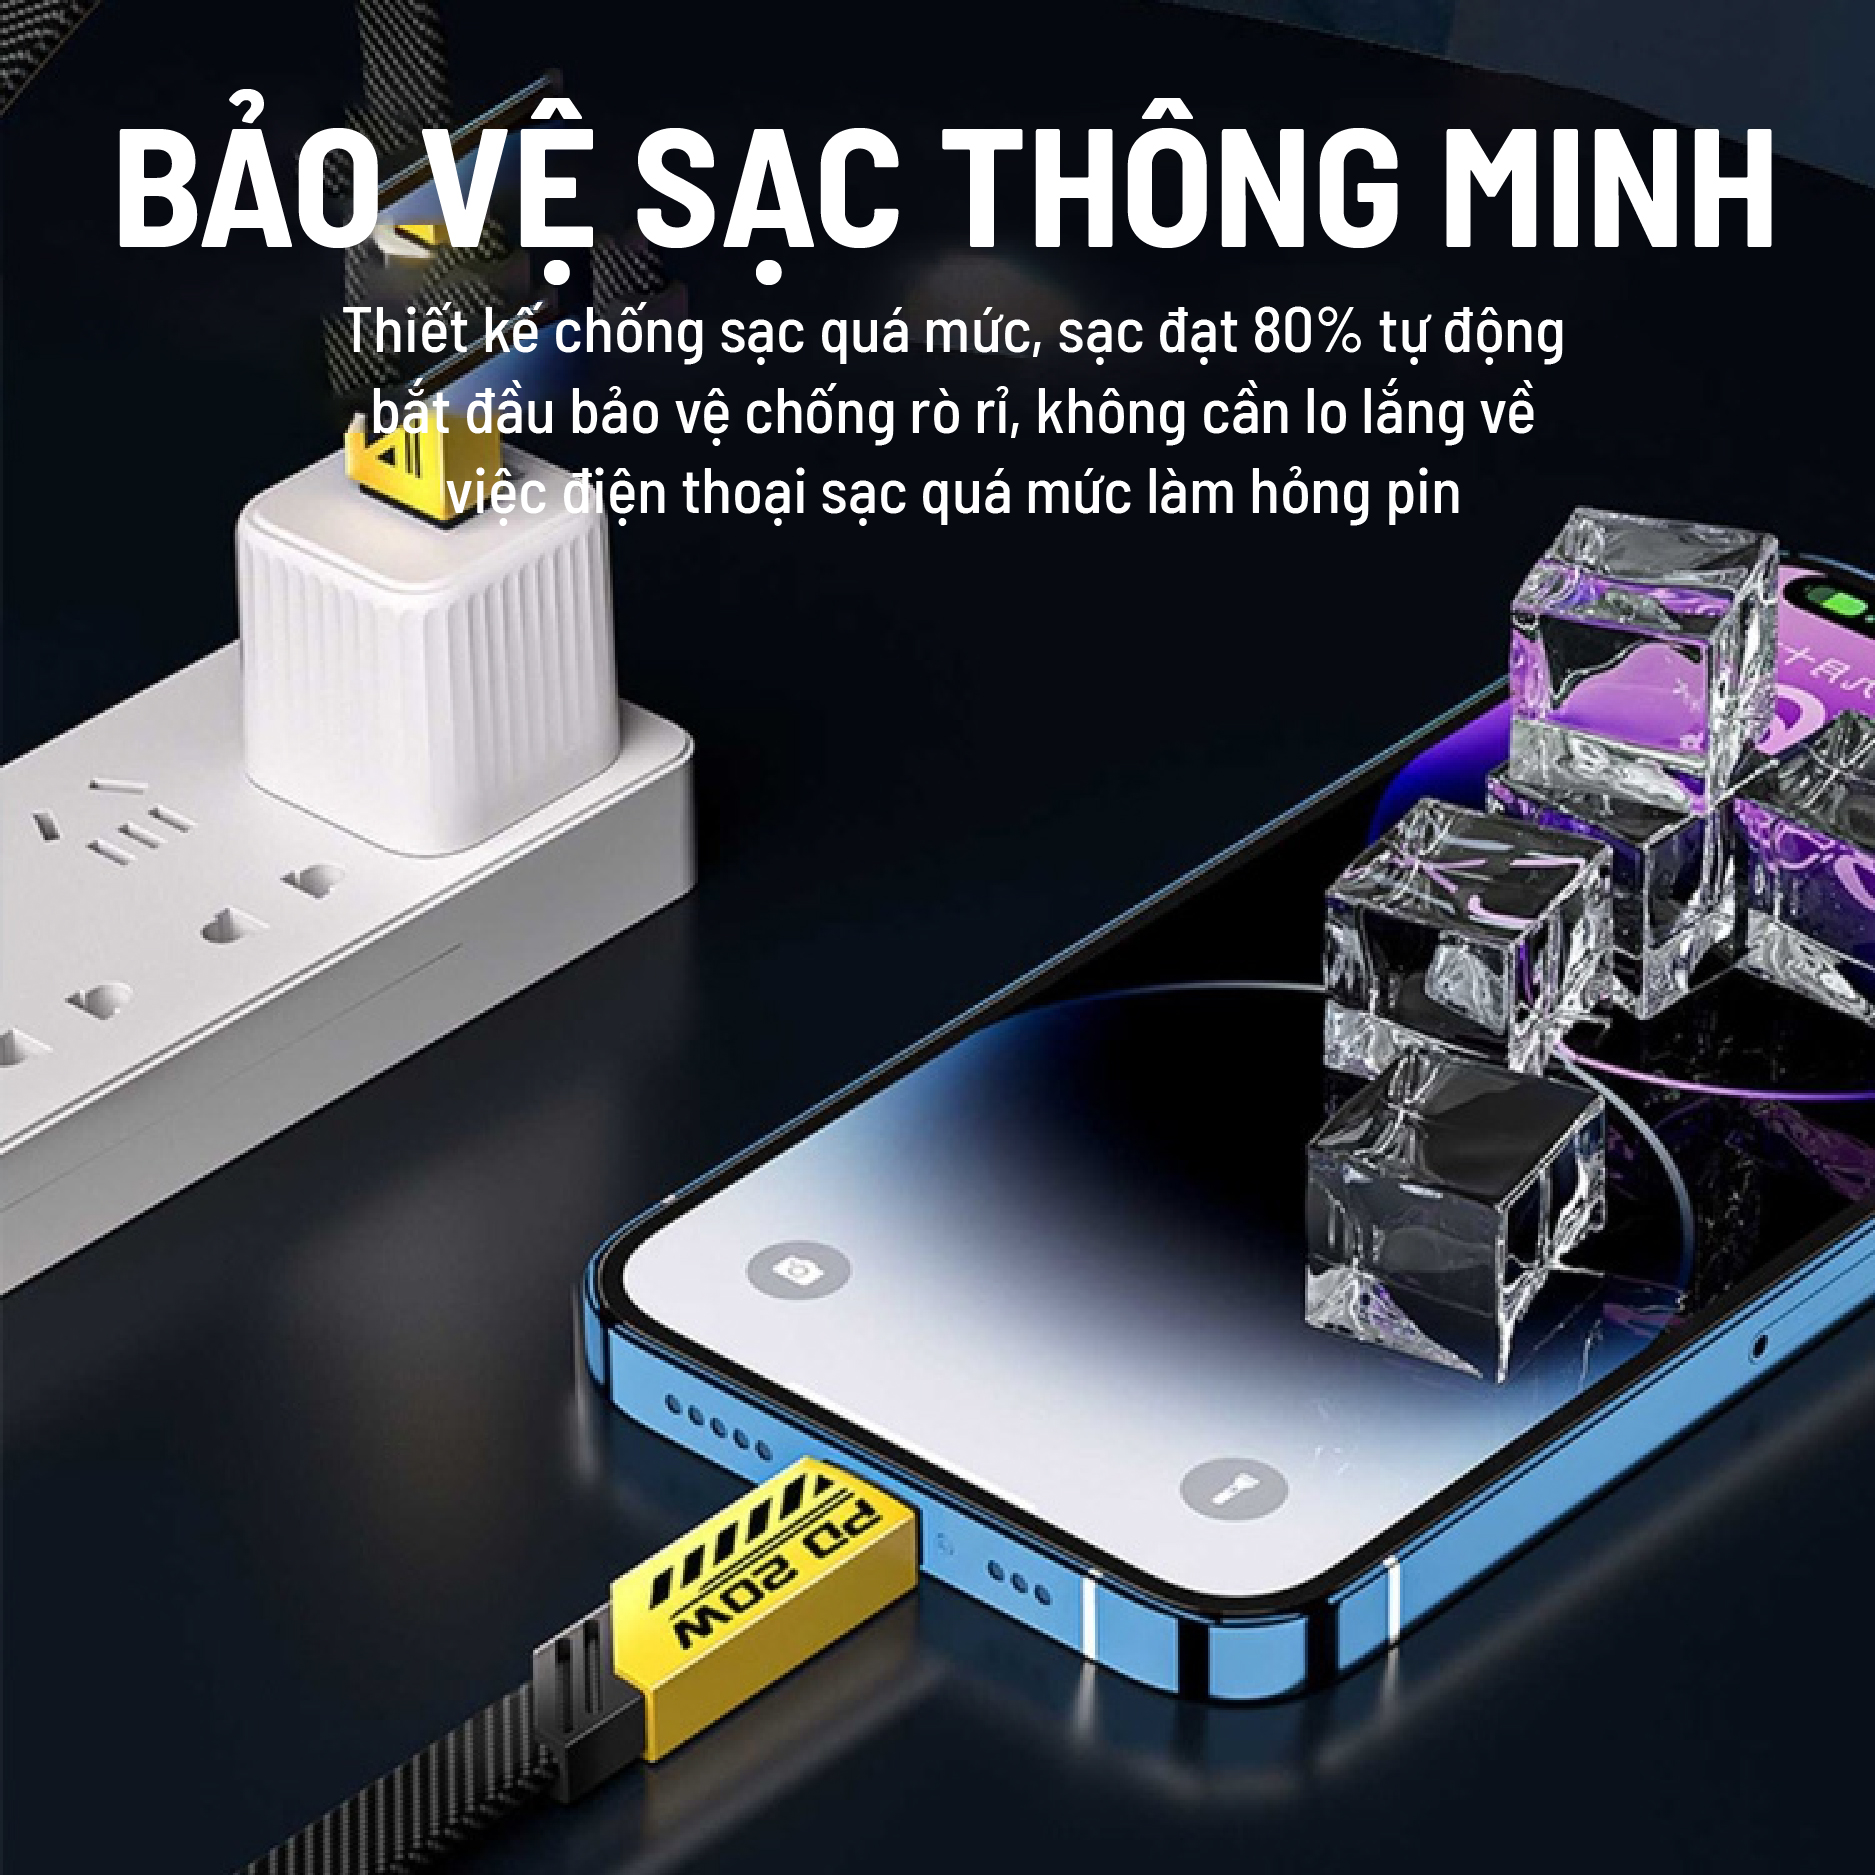 BẢO VỆ SẠC THÔNG MINH
Thiết kế chống sạc quá mức, sạc đạt 80% tự động
bắt đầu bảo vệ chống rò rỉ, không cần lo lắng về
việc điện thoại sạc quá mức làm hỏng pin
PD 20W